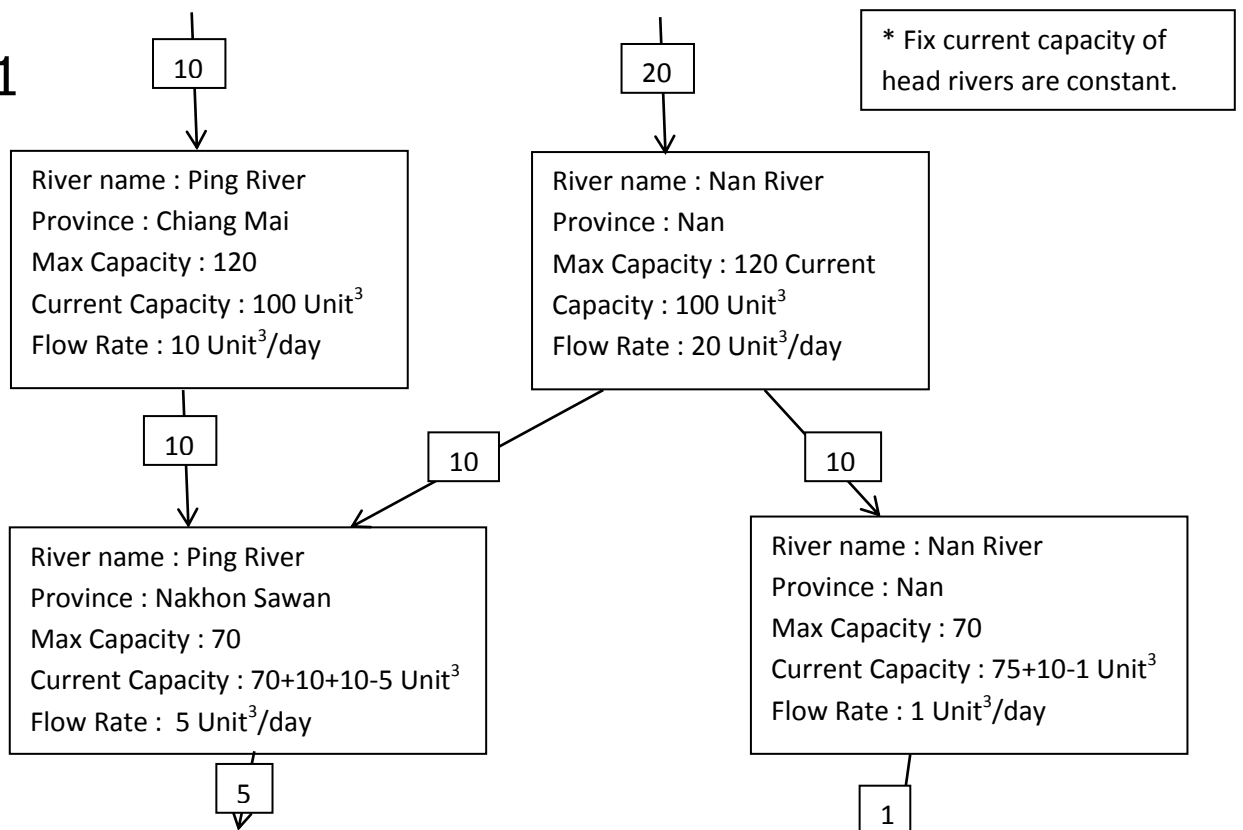 1
10
20
* Fix current capacity of
head rivers are constant.
River name : Ping River
Province : Chiang Mai
Max Capacity : 120
Current Capacity : 100 Unit³
Flow Rate : 10 Unit³/day
River name : Nan River
Province : Nan
Max Capacity : 120 Current
Capacity : 100 Unit³
Flow Rate : 20 Unit³/day
10
10
10
River name : Ping River
Province : Nakhon Sawan
Max Capacity : 70
Current Capacity : 70+10+10-5 Unit³
Flow Rate :  5 Unit³/day
River name : Nan River
Province : Nan
Max Capacity : 70
Current Capacity : 75+10-1 Unit³
Flow Rate : 1 Unit³/day
5
1